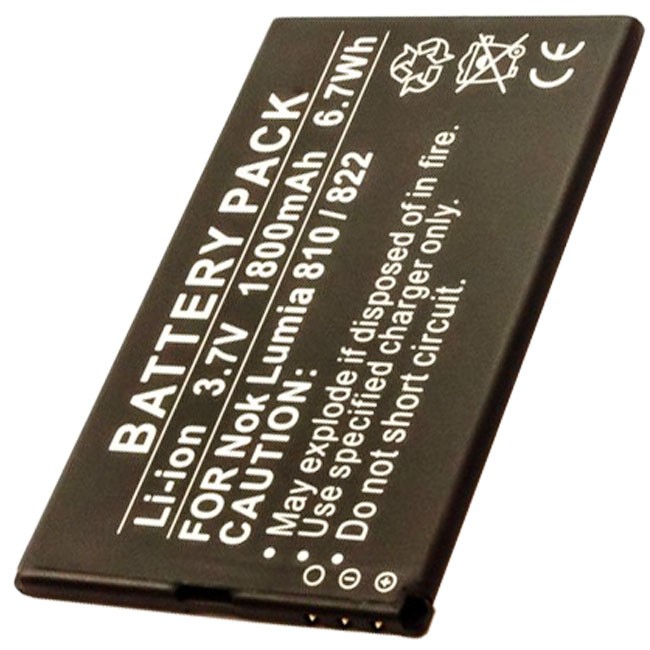 BATTERY PACK
Li-ion 3.7V 1800mAh 6.7Wh
FOR Nok Lumia 810 / 822
CAUTION:
• May explode if disposed of in fire.
• Use specified charger only.
• Do not short circuit.
CE